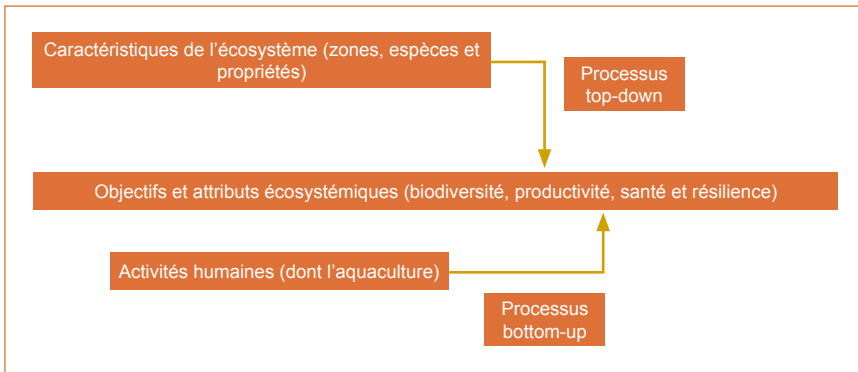 Caractéristiques de l’écosystème (zones, espèces et
propriétés)
Processus
top-down
Objectifs et attributs écosystémiques (biodiversité, productivité, santé et résilience)
Activités humaines (dont l’aquaculture)
Processus
bottom-up